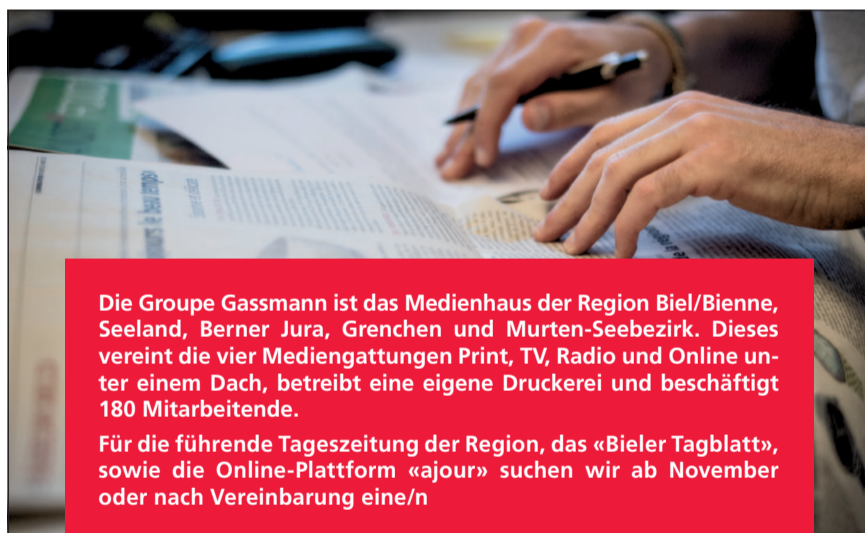 Die Groupe Gassmann ist das Medienhaus der Region Biel/Bienne,
Seeland, Berner Jura, Grenchen und Murten-Seebezirk. Dieses
vereint die vier Mediengattungen Print, TV, Radio und Online un-
ter einem Dach, betreibt eine eigene Druckerei und beschäftigt
180 Mitarbeitende.
Für die führende Tageszeitung der Region, das «Bieler Tagblatt»,
sowie die Online-Plattform «ajour» suchen wir ab November
oder nach Vereinbarung eine/n